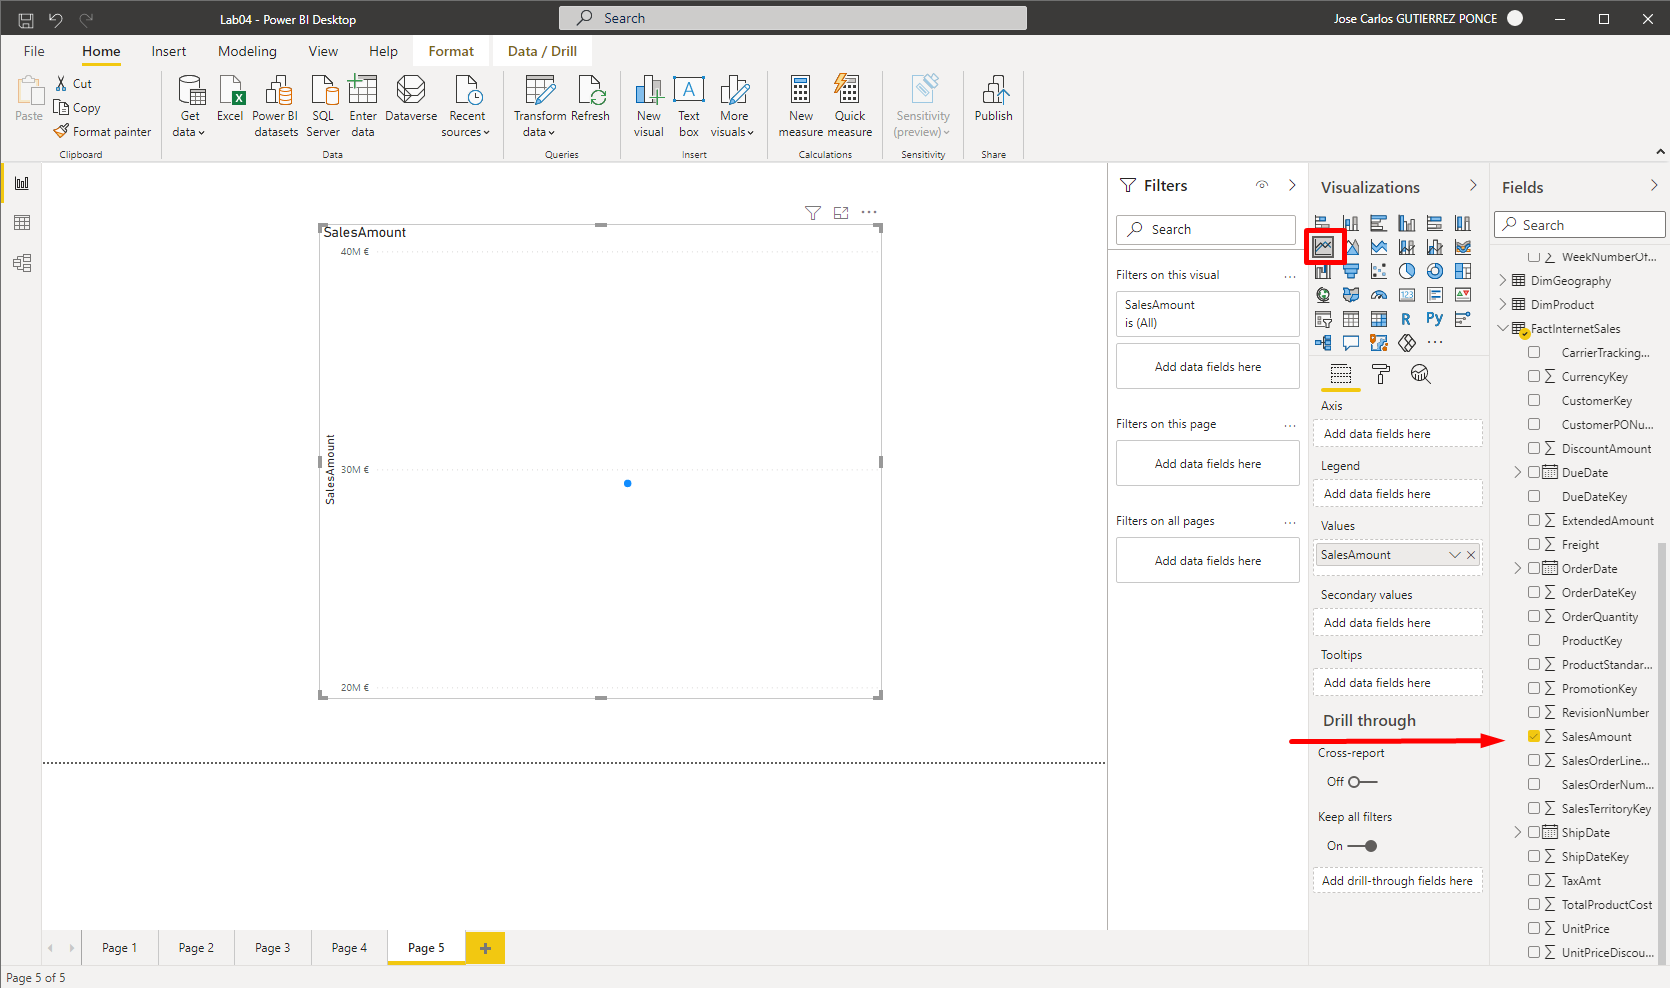 Lab04 - Power BI Desktop
Search
Jose Carlos GUTIERREZ PONCE
File
Home
Insert
Modeling
View
Help
Format
Data / Drill
Paste
Cut
Copy
Format painter
Clipboard
Get
data
Excel
Power BI
datasets
SQL
Server
Enter
data
Dataverse
Recent
sources
Data
Transform
data
Refresh
Queries
New
visual
Text
box
More
visuals
Insert
New
measure
Quick
measure
Calculations
Sensitivity
(preview)
Sensitivity
Publish
Share
SalesAmount
40M €
30M €
20M €
SalesAmount
Filters
Search
Filters on this visual
SalesAmount
is (All)
Add data fields here
Filters on this page
Add data fields here
Filters on all pages
Add data fields here
Visualizations
123
R
Py
Axis
Add data fields here
Legend
Add data fields here
Values
SalesAmount
Secondary values
Add data fields here
Tooltips
Add data fields here
Drill through
Cross-report
Off
Keep all filters
On
Add drill-through fields here
Fields
Search
WeekNumberOf...
DimGeography
DimProduct
FactInternetSales
CarrierTracking...
CurrencyKey
CustomerKey
CustomerPONu...
DiscountAmount
DueDate
DueDateKey
ExtendedAmount
Freight
OrderDate
OrderDateKey
OrderQuantity
ProductKey
ProductStandar...
PromotionKey
RevisionNumber
SalesAmount
SalesOrderLine...
SalesOrderNum...
SalesTerritoryKey
ShipDate
ShipDateKey
TaxAmt
TotalProductCost
UnitPrice
UnitPriceDiscou...
Page 1
Page 2
Page 3
Page 4
Page 5
Page 5 of 5